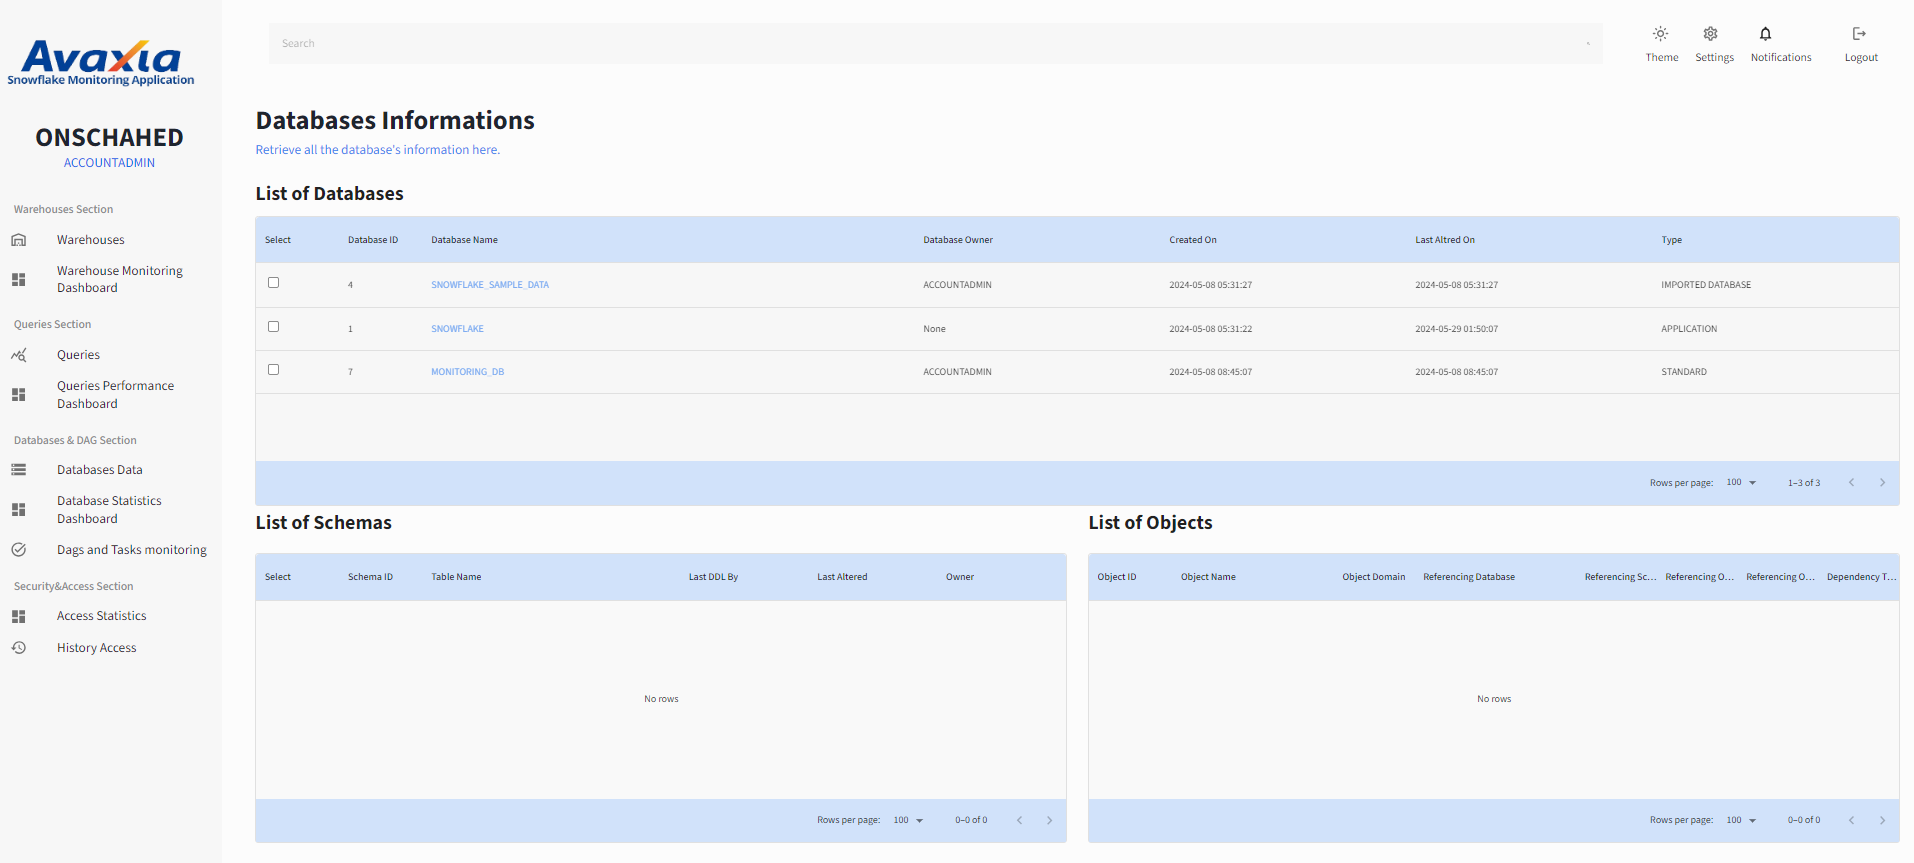 Avaxia
Snowflake Monitoring Application
ONSCHAHED
ACCOUNTADMIN
Warehouses Section
Warehouses
Warehouse Monitoring
Dashboard
Queries Section
Queries
Queries Performance
Dashboard
Databases & DAG Section
Databases Data
Database Statistics
Dashboard
Dags and Tasks monitoring
Security&Access Section
Access Statistics
History Access
Search
Theme Settings Notifications Logout
Databases Informations
Retrieve all the database's information here.
List of Databases
Select Database ID Database Name Database Owner Created On Last Altred On Type
4 SNOWFLAKE_SAMPLE_DATA ACCOUNTADMIN 2024-05-08 05:31:27 2024-05-08 05:31:27 IMPORTED DATABASE
1 SNOWFLAKE None 2024-05-08 05:31:22 2024-05-29 01:50:07 APPLICATION
7 MONITORING_DB ACCOUNTADMIN 2024-05-08 08:45:07 2024-05-08 08:45:07 STANDARD
Rows per page: 100 1–3 of 3
List of Schemas
Select Schema ID Table Name Last DDL By Last Altered Owner
No rows
Rows per page: 100 0–0 of 0
List of Objects
Object ID Object Name Object Domain Referencing Database Referencing Sc... Referencing O... Referencing O... Dependency T...
No rows
Rows per page: 100 0–0 of 0